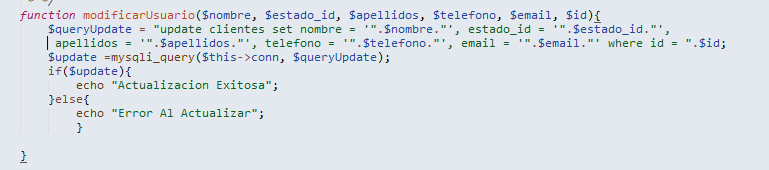 function modificarUsuario($nombre, $estado_id, $apellidos, $telefono, $email, $id){
$queryUpdate = "update clientes set nombre = '".$nombre."', estado_id = '".$estado_id."',
apellidos = '".$apellidos."', telefono = '".$telefono."', email = '".$email."' where id = ".$id;
$update =mysqli_query($this->conn, $queryUpdate);
if($update){
echo "Actualizacion Exitosa";
}else{
echo "Error Al Actualizar";
}
}